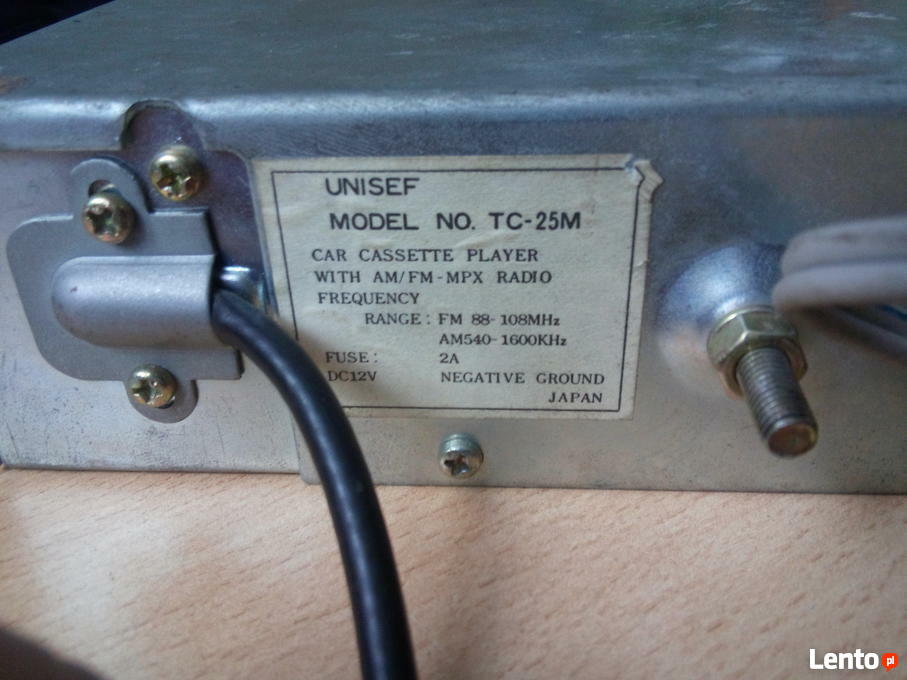 UNISEF
MODEL NO. TC-25M
CAR CASSETTE PLAYER
WITH AM/FM-MPX RADIO
FREQUENCY
RANGE: FM 88-108MHz
AM540-1600KHz
FUSE: 2A
DC12V NEGATIVE GROUND
JAPAN
Lento pl